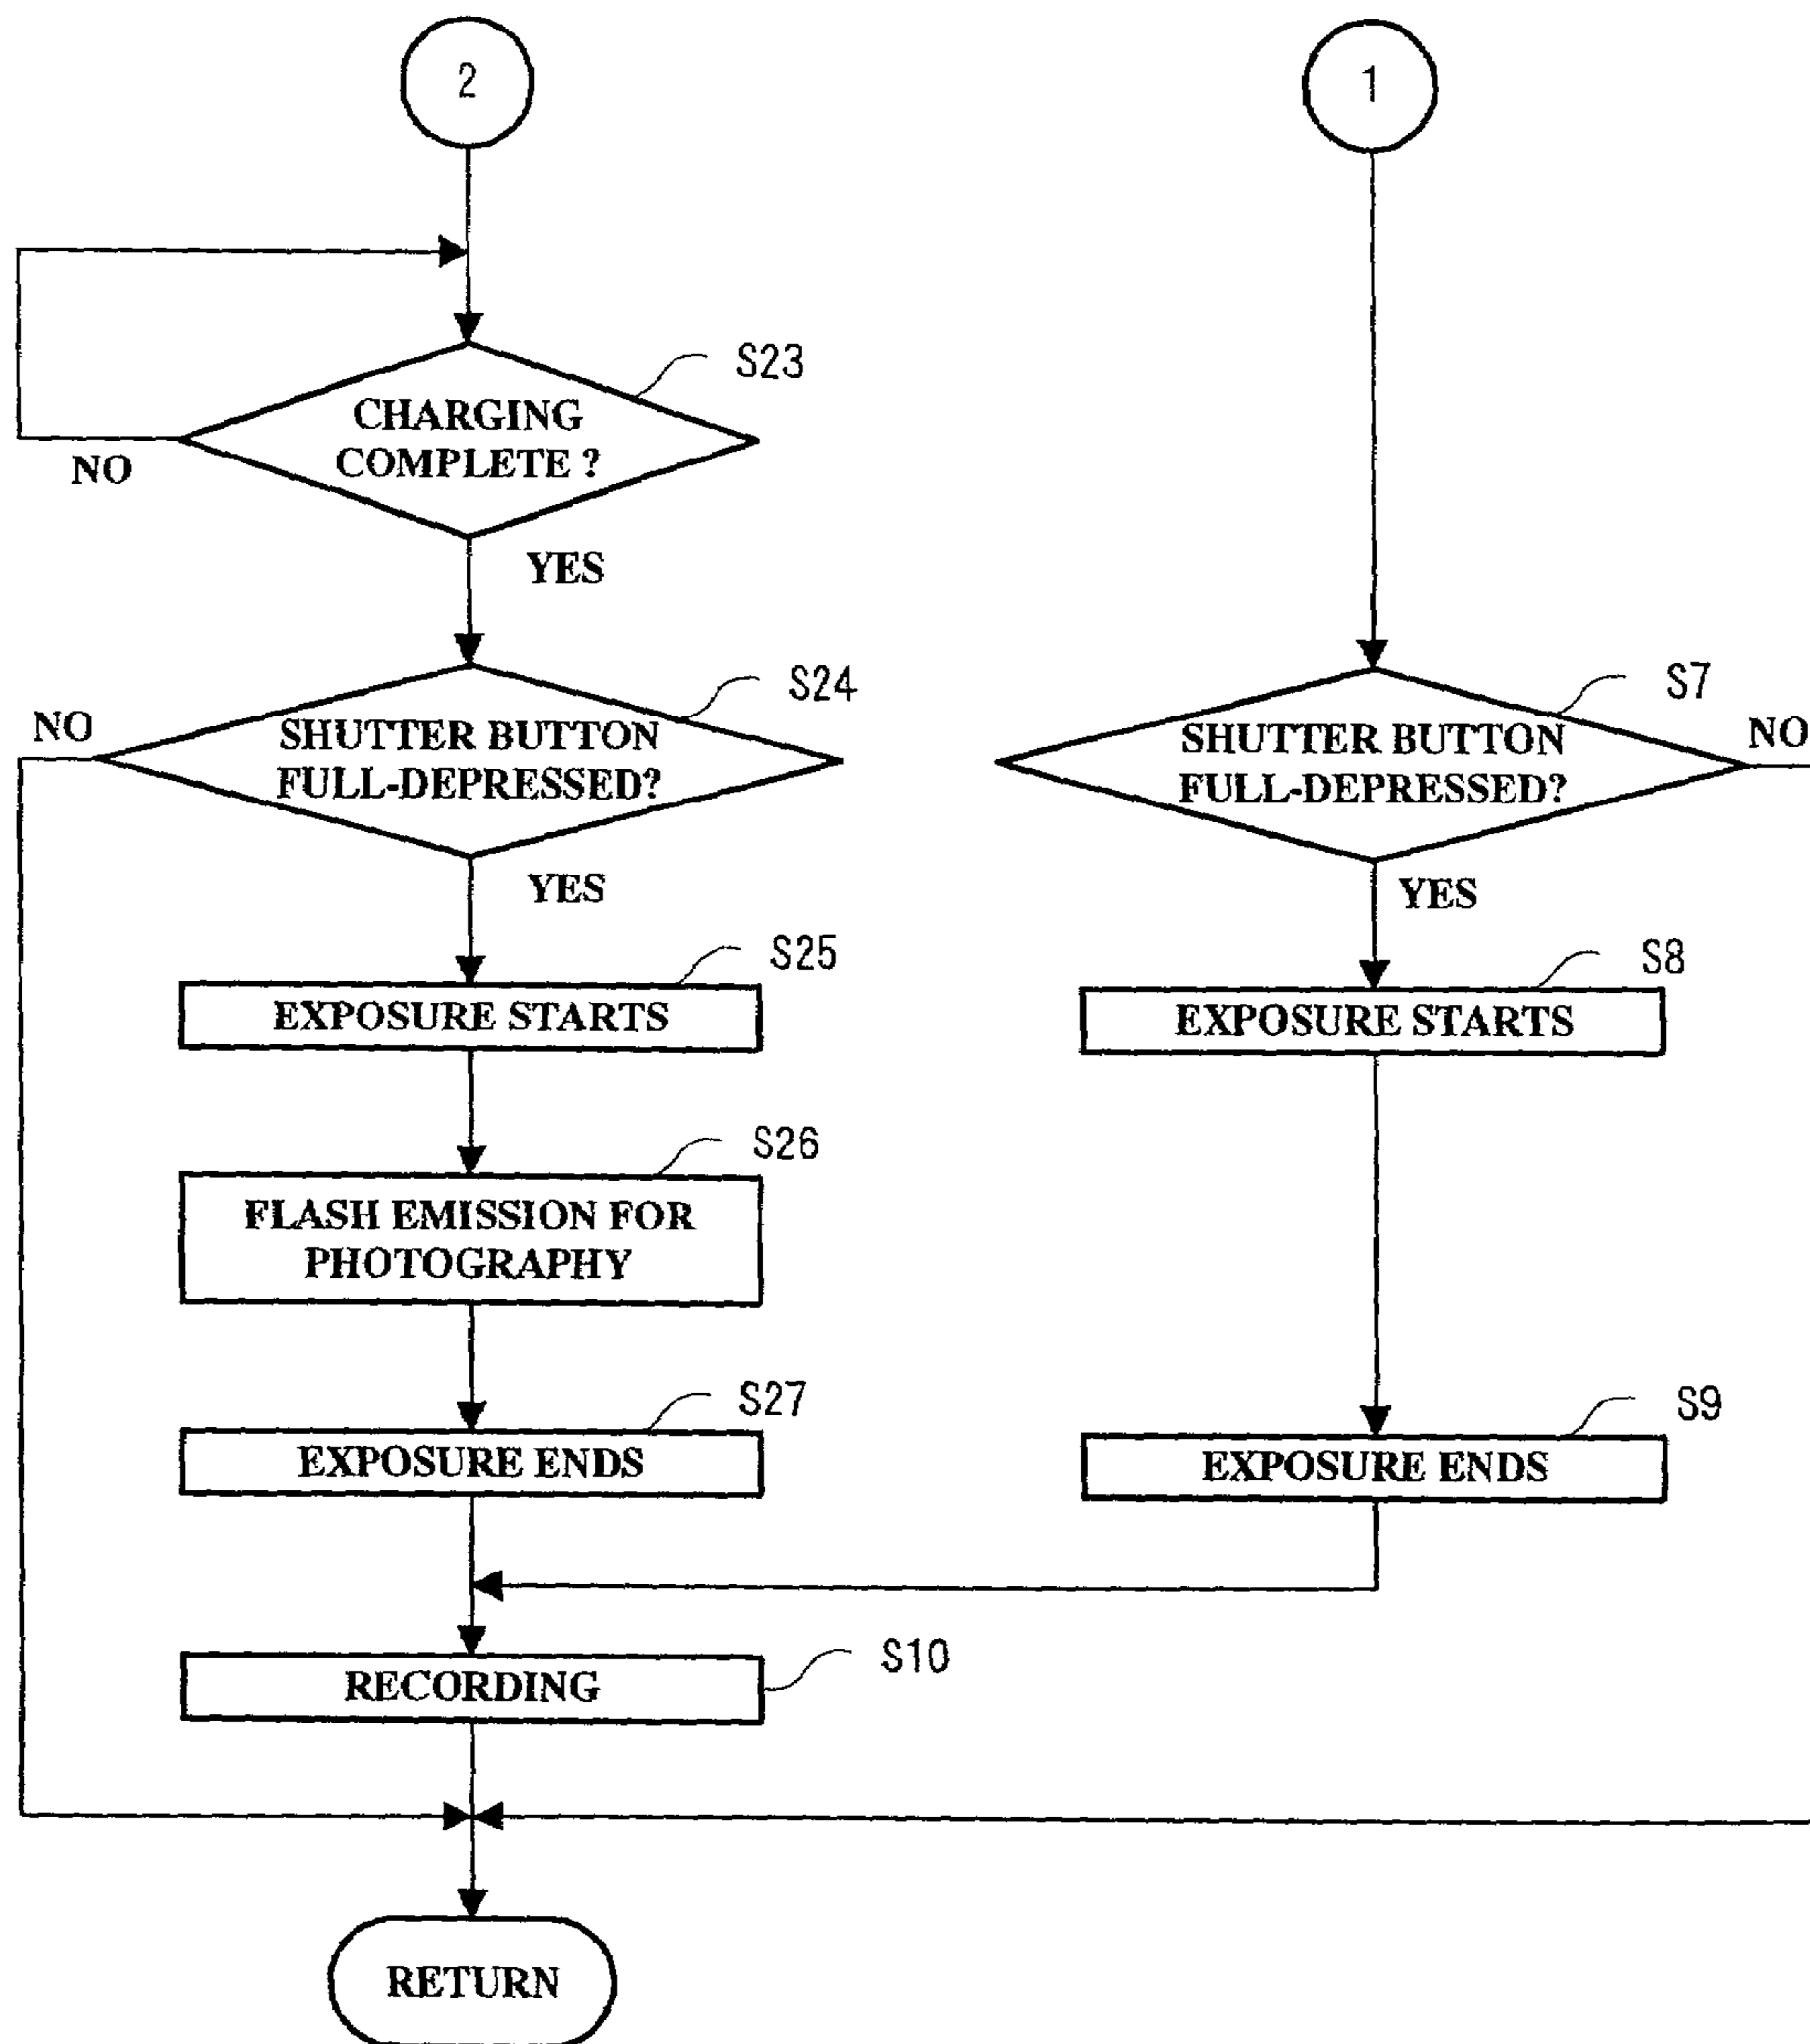 2
1
S23
CHARGING
COMPLETE ?
NO
YES
S24
NO
SHUTTER BUTTON
FULL-DEPRESSED?
YES
S7
NO
SHUTTER BUTTON
FULL-DEPRESSED?
YES
S25
EXPOSURE STARTS
S8
EXPOSURE STARTS
S26
FLASH EMISSION FOR
PHOTOGRAPHY
S27
EXPOSURE ENDS
S9
EXPOSURE ENDS
S10
RECORDING
RETURN